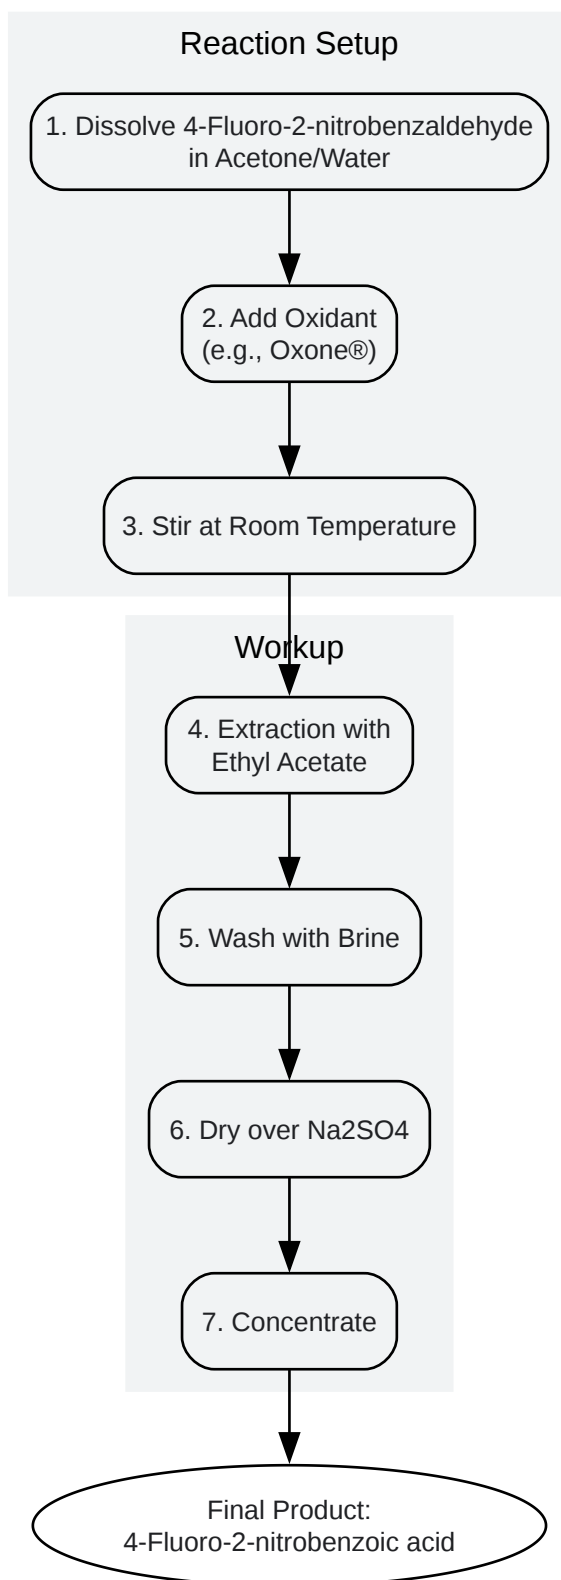 Reaction Setup
1. Dissolve 4-Fluoro-2-nitrobenzaldehyde
in Acetone/Water
2. Add Oxidant
(e.g., Oxone®)
3. Stir at Room Temperature
Workup
4. Extraction with
Ethyl Acetate
5. Wash with Brine
6. Dry over Na2SO4
7. Concentrate
Final Product:
4-Fluoro-2-nitrobenzoic acid